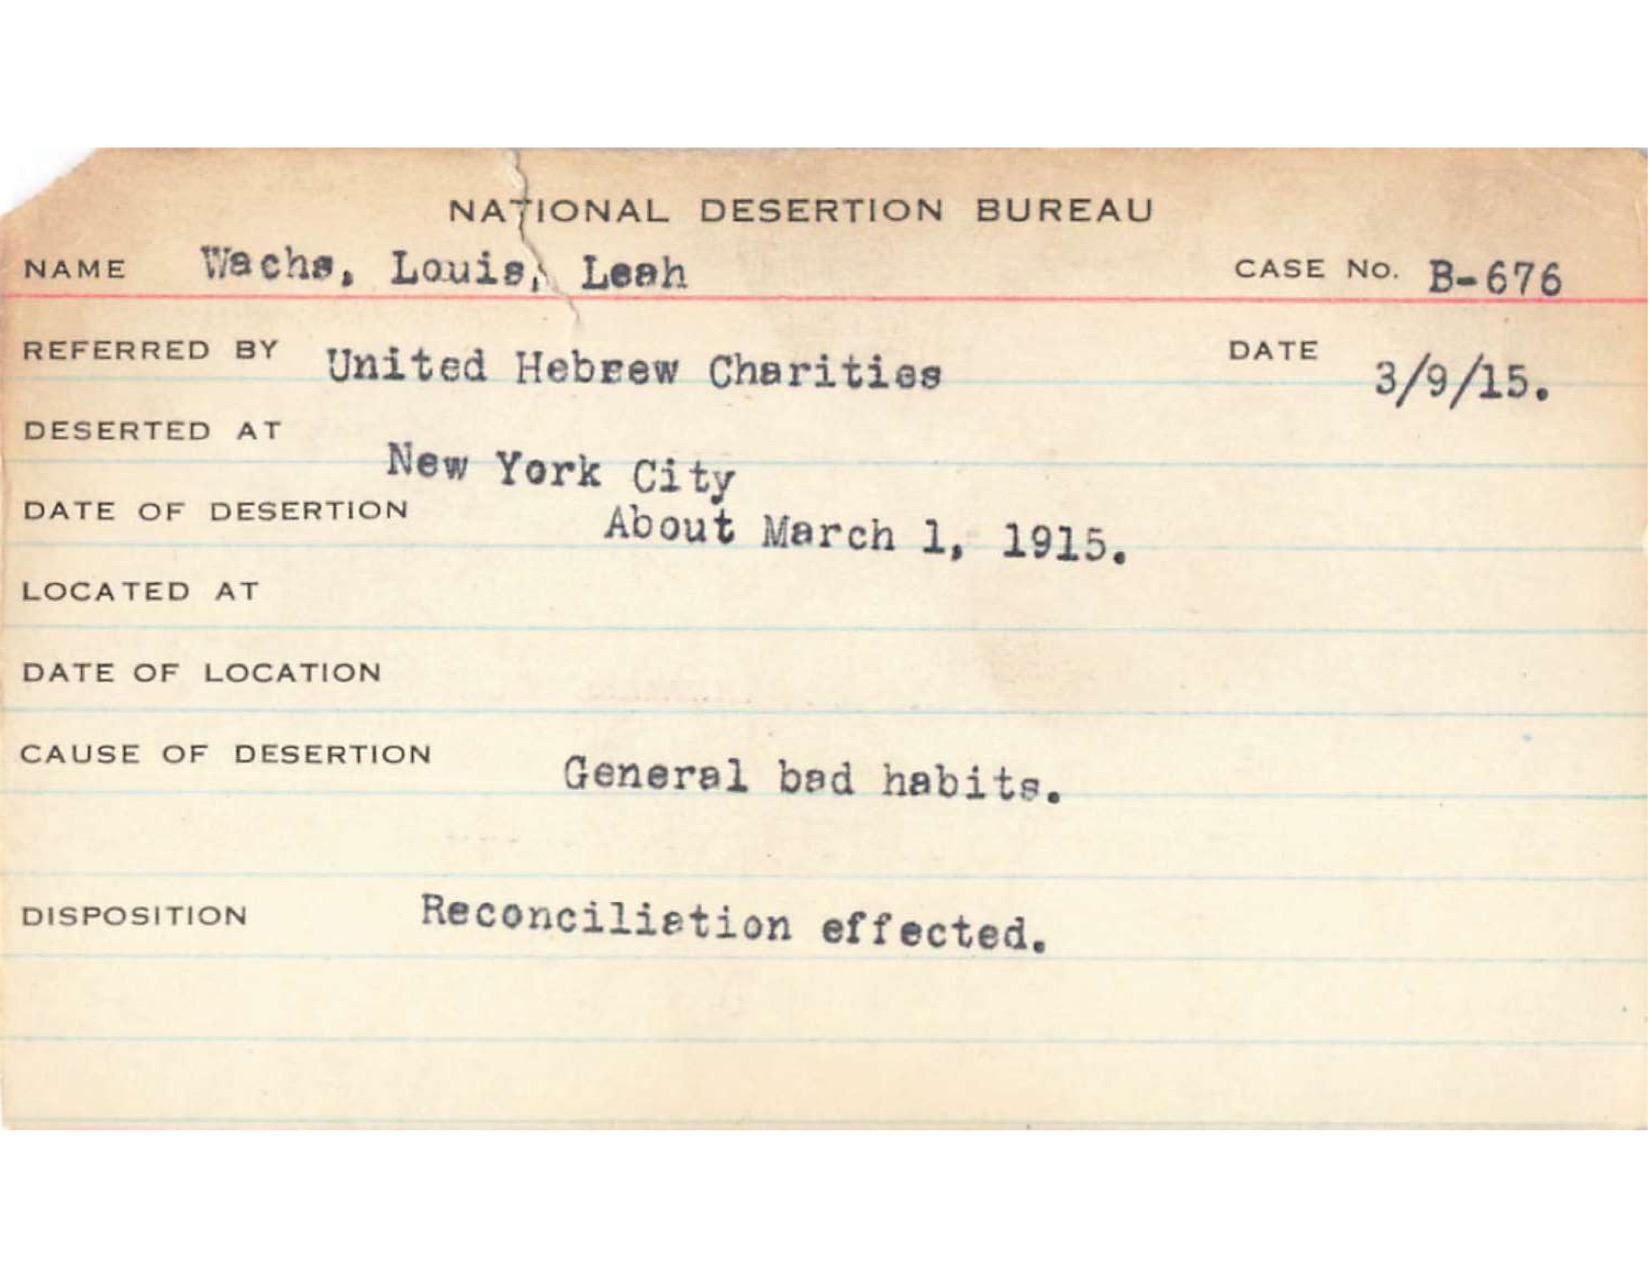 NATIONAL DESERTION BUREAU
NAME Wachs, Louis, Leah CASE No. B-676
REFERRED BY United Hebrew Charities DATE 3/9/15.
DESERTED AT New York City
DATE OF DESERTION About March 1, 1915.
LOCATED AT
DATE OF LOCATION
CAUSE OF DESERTION General bad habits.
DISPOSITION Reconciliation effected.